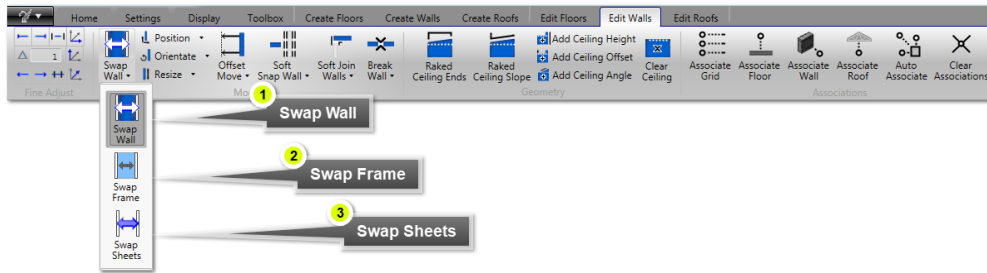 Home Settings Display Toolbox Create Floors Create Walls Create Roofs Edit Floors Edit Walls Edit Roofs
1
Swap
Wall
Position
Orientate
Resize
Offset
Move
Soft
Snap Wall
Soft Join
Walls
Break
Wall
Raked
Ceiling Ends
Raked
Ceiling Slope
Add Ceiling Height
Add Ceiling Offset
Add Ceiling Angle
Clear
Ceiling
Associate
Grid
Associate
Floor
Associate
Wall
Associate
Roof
Auto
Associate
Clear
Associations
Fine Adjust
Mo
Geometry
Associations
Swap
Wall
Swap
Frame
Swap
Sheets
1
Swap Wall
2
Swap Frame
3
Swap Sheets